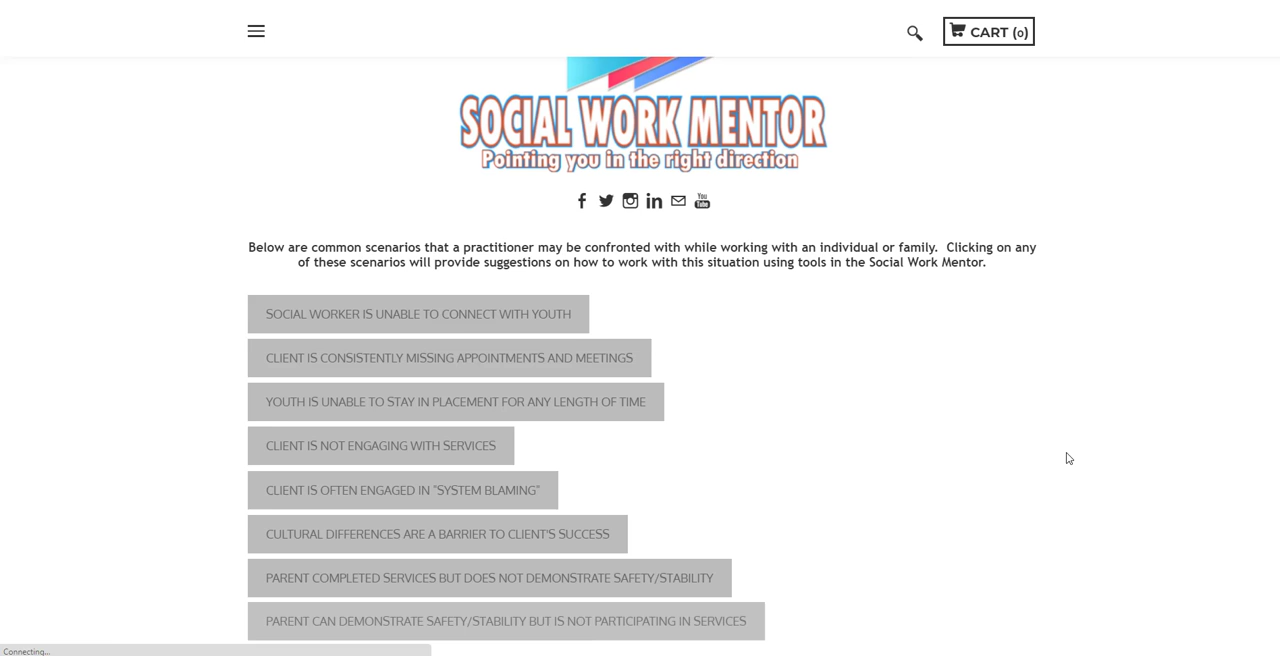 CART (0)
SOCIAL WORK MENTOR
Pointing you in the right direction
You
Tube
Below are common scenarios that a practitioner may be confronted with while working with an individual or family.  Clicking on any
of these scenarios will provide suggestions on how to work with this situation using tools in the Social Work Mentor.
SOCIAL WORKER IS UNABLE TO CONNECT WITH YOUTH
CLIENT IS CONSISTENTLY MISSING APPOINTMENTS AND MEETINGS
YOUTH IS UNABLE TO STAY IN PLACEMENT FOR ANY LENGTH OF TIME
CLIENT IS NOT ENGAGING WITH SERVICES
CLIENT IS OFTEN ENGAGED IN "SYSTEM BLAMING"
CULTURAL DIFFERENCES ARE A BARRIER TO CLIENT'S SUCCESS
PARENT COMPLETED SERVICES BUT DOES NOT DEMONSTRATE SAFETY/STABILITY
PARENT CAN DEMONSTRATE SAFETY/STABILITY BUT IS NOT PARTICIPATING IN SERVICES
Connecting...